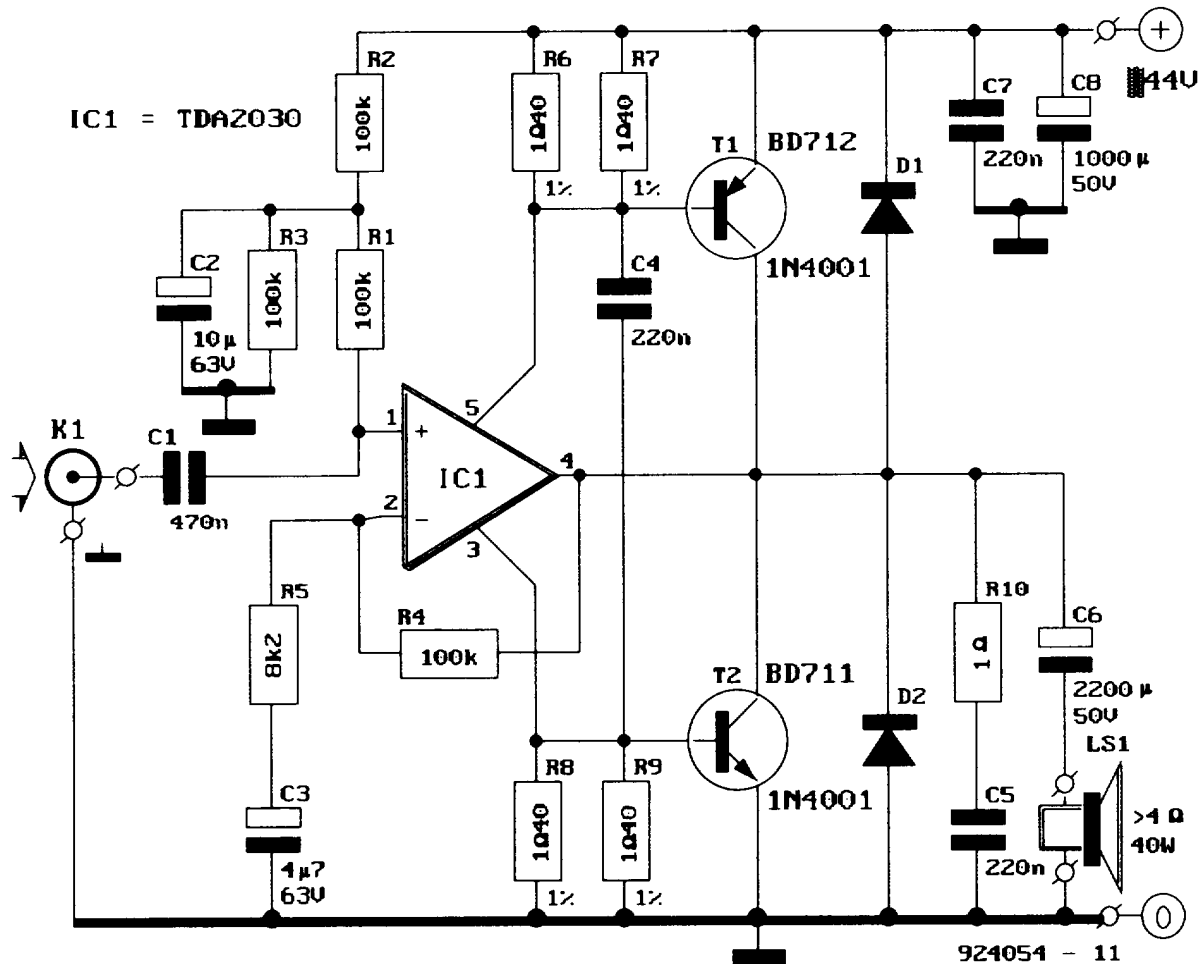 IC1 = TDA2030
R2
100k
R6
1Ω40
1%
R7
1Ω40
1%
T1
BD712
1N4001
D1
C7
220n
C8
1000µ
50V
+
44V
C2
10µ
63V
R3
100k
R1
100k
C4
220n
K1
C1
470n
1
+
2
−
IC1
5
3
4
R5
8k2
R4
100k
C3
4µ7
63V
R8
1Ω40
1%
R9
1Ω40
1%
T2
BD711
1N4001
D2
R10
1Ω
C5
220n
C6
2200µ
50V
LS1
>4Ω
40W
0
924054 - 11